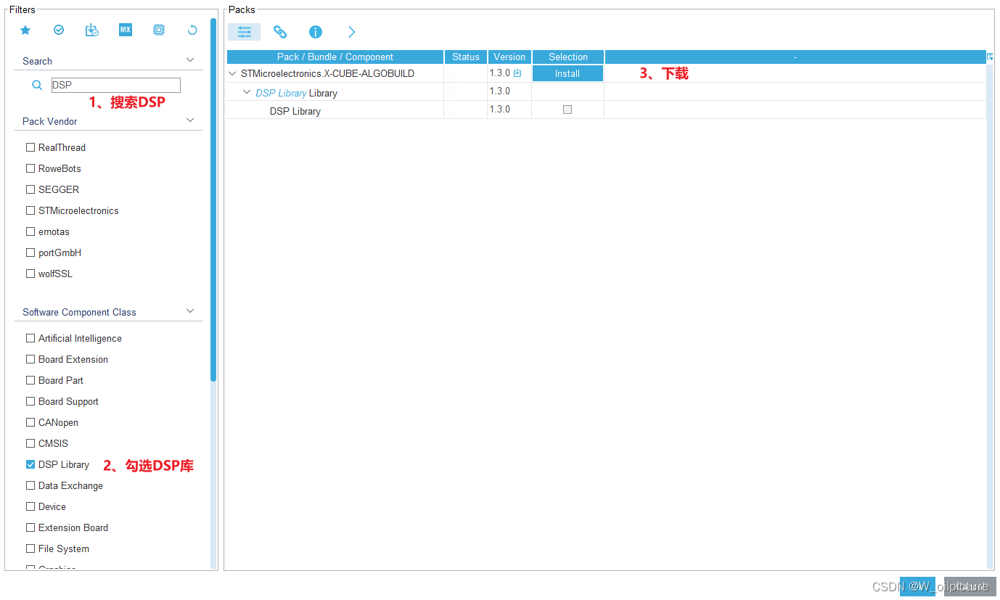 Filters
MX
Search
DSP
1、搜索DSP
Pack Vendor
RealThread
RoweBots
SEGGER
STMicroelectronics
emotas
portGmbH
wolfSSL
Software Component Class
Artificial Intelligence
Board Extension
Board Part
Board Support
CANopen
CMSIS
DSP Library
2、勾选DSP库
Data Exchange
Device
Extension Board
File System
Graphics
Packs
Pack / Bundle / Component Status Version Selection -
STMicroelectronics.X-CUBE-ALGOBUILD 1.3.0 Install
3、下载
DSP Library Library 1.3.0
DSP Library 1.3.0
CSDN @W_oilpicture